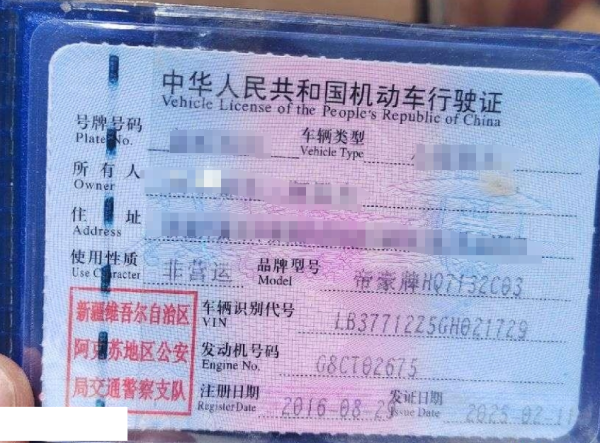 中华人民共和国机动车行驶证
Vehicle License of the People's Republic of China
号牌号码 车辆类型
Plate No. Vehicle Type
所有人
Owner
住址
Address
使用性质 非营运 品牌型号 帝豪牌HQ7132C03
Use Character Model
新疆维吾尔自治区
阿克苏地区公安
局交通警察支队
车辆识别代号 LB37712Z5GH021729
VIN
发动机号码 G8CT02675
Engine No.
注册日期 发证日期
Register Date Issue Date